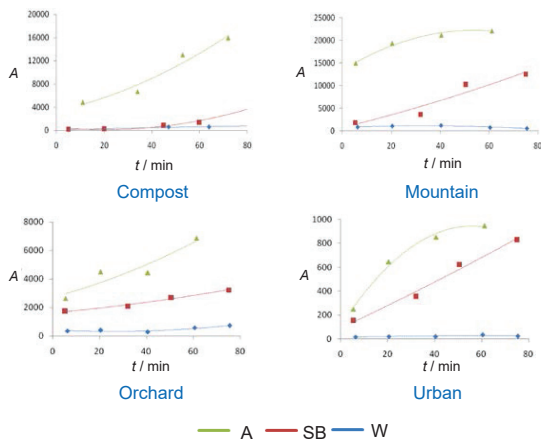 20000
16000
12000
8000
4000
0
A
0 20 40 60 80
t / min
Compost
25000
20000
15000
10000
5000
0
A
0 20 40 60 80
t / min
Mountain
8000
6000
4000
2000
0
A
0 20 40 60 80
t / min
Orchard
1000
800
600
400
200
0
A
0 20 40 60 80
t / min
Urban
A SB W